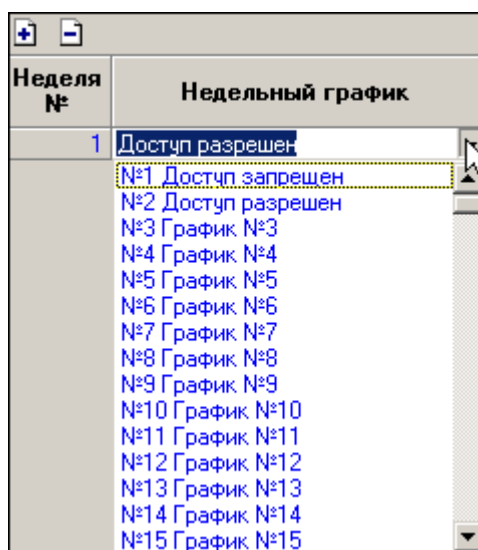 Неделя
№
Недельный график
1 Доступ разрешен
№1 Доступ запрещен
№2 Доступ разрешен
№3 График №3
№4 График №4
№5 График №5
№6 График №6
№7 График №7
№8 График №8
№9 График №9
№10 График №10
№11 График №11
№12 График №12
№13 График №13
№14 График №14
№15 График №15